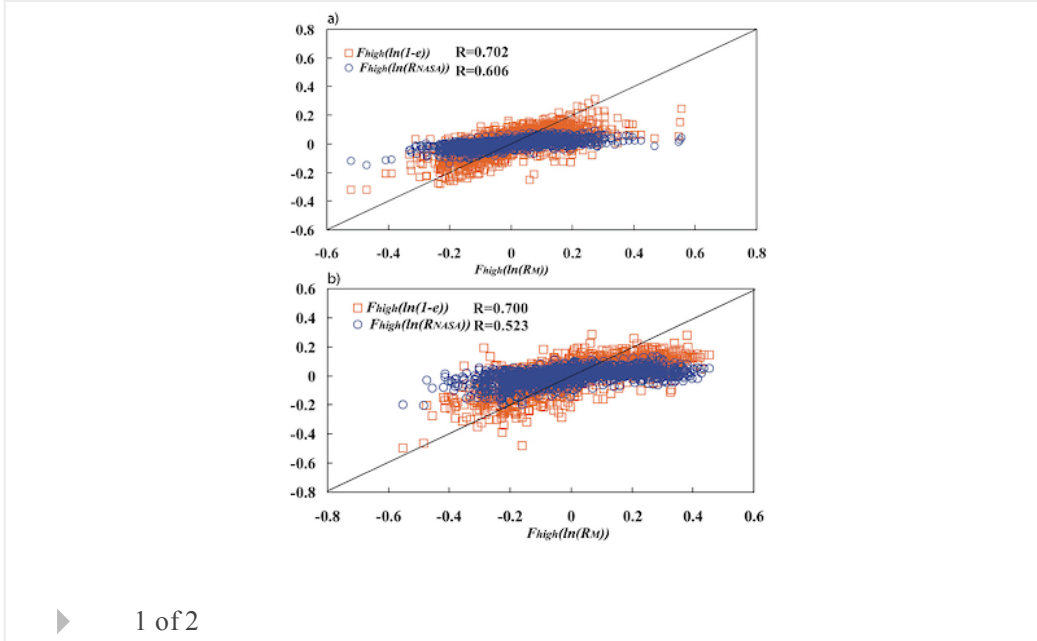 a)
0.8
0.6
0.4
0.2
0
-0.2
-0.4
-0.6
Fhigh(ln(1-e)) R=0.702
Fhigh(ln(RNASA)) R=0.606
-0.6 -0.4 -0.2 0 0.2 0.4 0.6 0.8
Fhigh(ln(RM))
b)
0.6
0.4
0.2
0
-0.2
-0.4
-0.6
-0.8
Fhigh(ln(1-e)) R=0.700
Fhigh(ln(RNASA)) R=0.523
-0.8 -0.6 -0.4 -0.2 0 0.2 0.4 0.6
Fhigh(ln(RM))
1 of 2